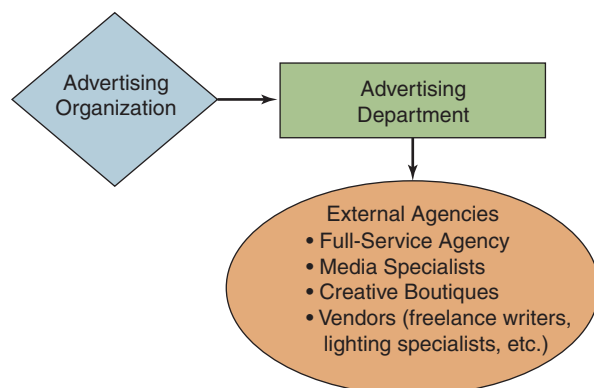 Advertising
Organization
Advertising
Department
External Agencies
• Full-Service Agency
• Media Specialists
• Creative Boutiques
• Vendors (freelance writers,
lighting specialists, etc.)